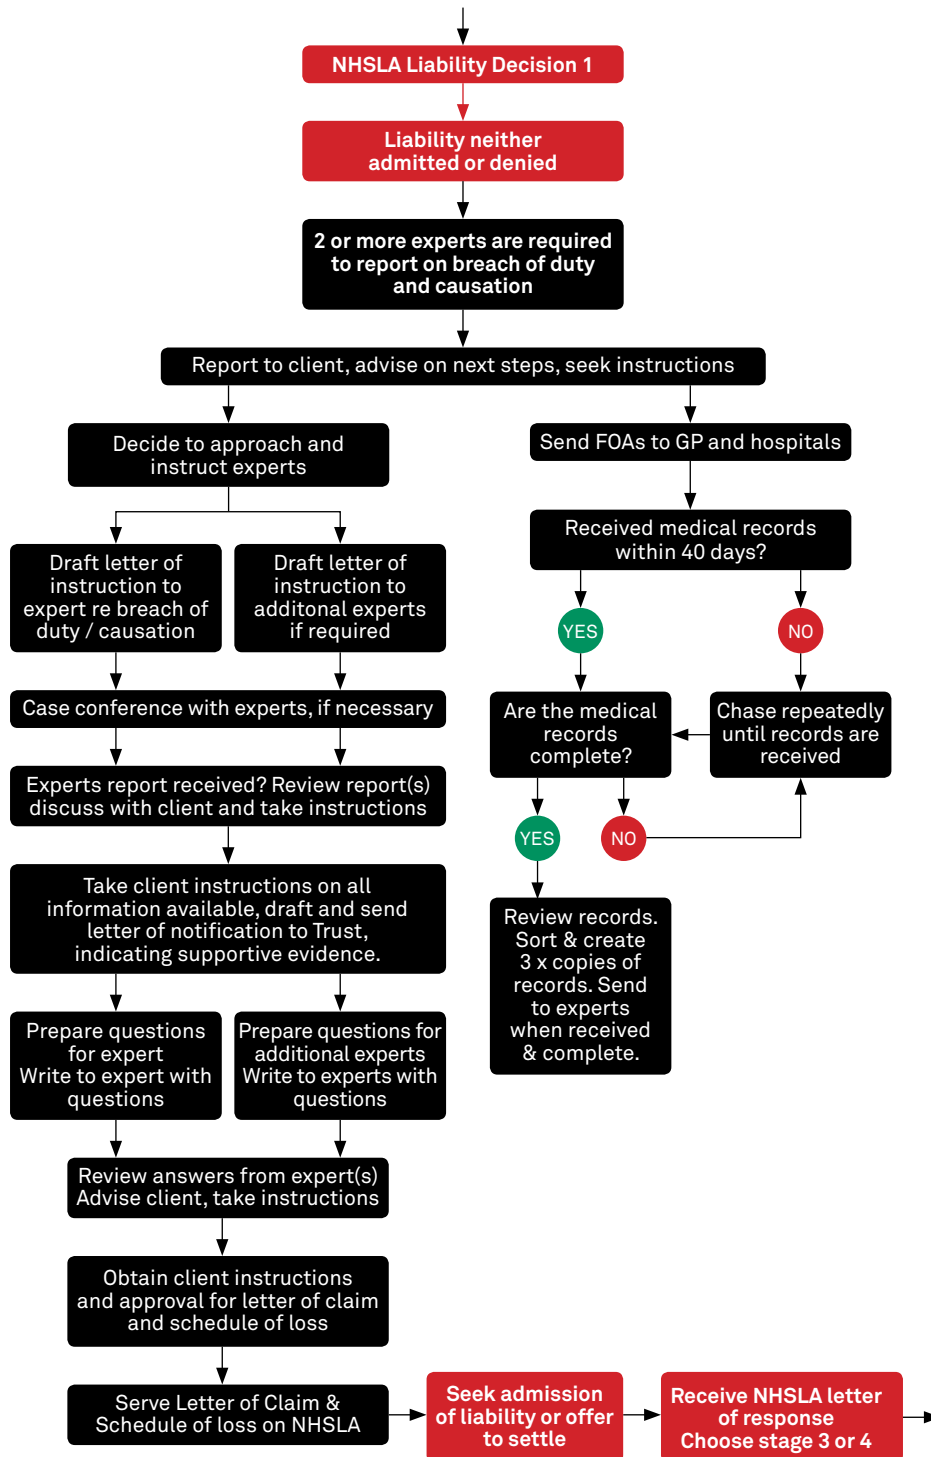 NHSLA Liability Decision 1
Liability neither
admitted or denied
2 or more experts are required
to report on breach of duty
and causation
Report to client, advise on next steps, seek instructions
Decide to approach and
instruct experts
Send FOAs to GP and hospitals
Received medical records
within 40 days?
Draft letter of
instruction to
expert re breach of
duty / causation
Draft letter of
instruction to
additonal experts
if required
YES
NO
Case conference with experts, if necessary
Are the medical
records
complete?
Chase repeatedly
until records are
received
Experts report received? Review report(s)
discuss with client and take instructions
YES
NO
Take client instructions on all
information available, draft and send
letter of notification to Trust,
indicating supportive evidence.
Review records.
Sort & create
3 x copies of
records. Send
to experts
when received
& complete.
Prepare questions
for expert
Write to expert with
questions
Prepare questions for
additional experts
Write to experts with
questions
Review answers from expert(s)
Advise client, take instructions
Obtain client instructions
and approval for letter of claim
and schedule of loss
Serve Letter of Claim &
Schedule of loss on NHSLA
Seek admission
of liability or offer
to settle
Receive NHSLA letter
of response
Choose stage 3 or 4